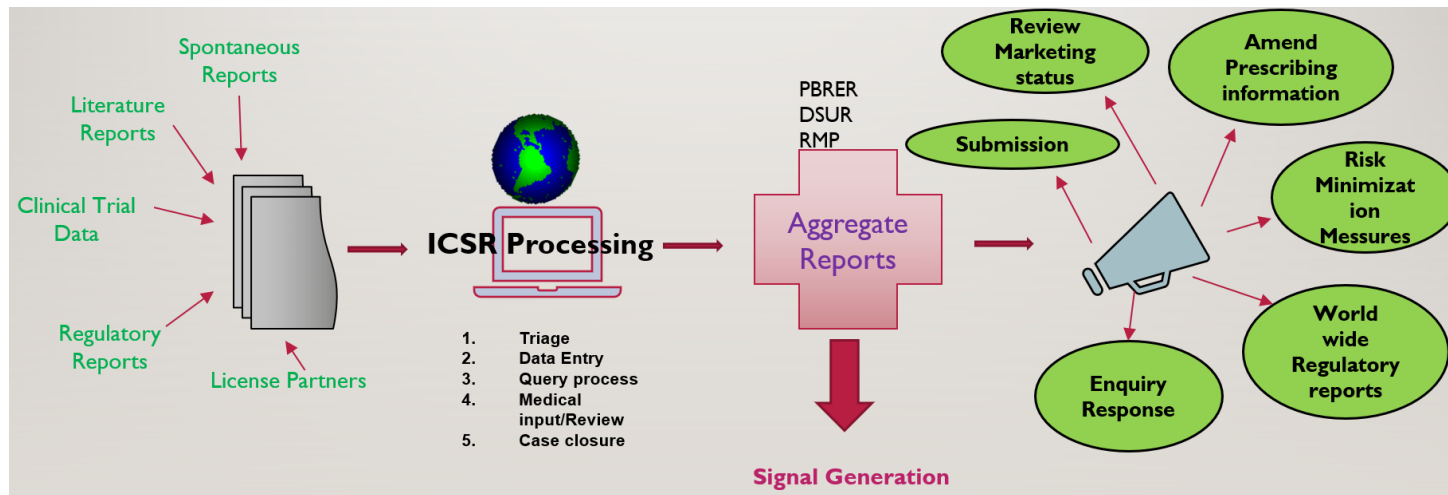 Spontaneous
Reports
Literature
Reports
Clinical Trial
Data
Regulatory
Reports
License Partners
ICSR Processing
1. Triage
2. Data Entry
3. Query process
4. Medical
input/Review
5. Case closure
PBRER
DSUR
RMP
Aggregate
Reports
Signal Generation
Submission
Review
Marketing
status
Amend
Prescribing
information
Risk
Minimizat
ion
Messures
World
wide
Regulatory
reports
Enquiry
Response